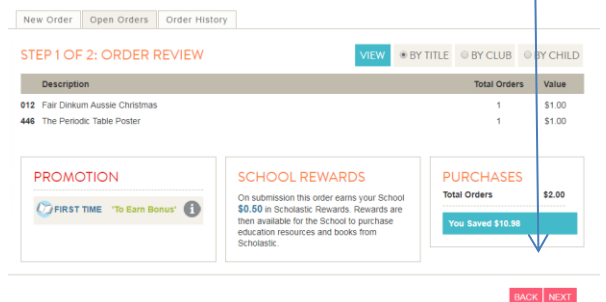 New Order Open Orders Order History
STEP 1 OF 2: ORDER REVIEW VIEW BY TITLE BY CLUB BY CHILD
Description Total Orders Value
012 Fair Dinkum Aussie Christmas 1 $1.00
446 The Periodic Table Poster 1 $1.00
PROMOTION
FIRST TIME 'To Earn Bonus' i
SCHOOL REWARDS
On submission this order earns your School
$0.50 in Scholastic Rewards. Rewards are
then available for the School to purchase
education resources and books from
Scholastic.
PURCHASES
Total Orders $2.00
You Saved $10.98
BACK NEXT